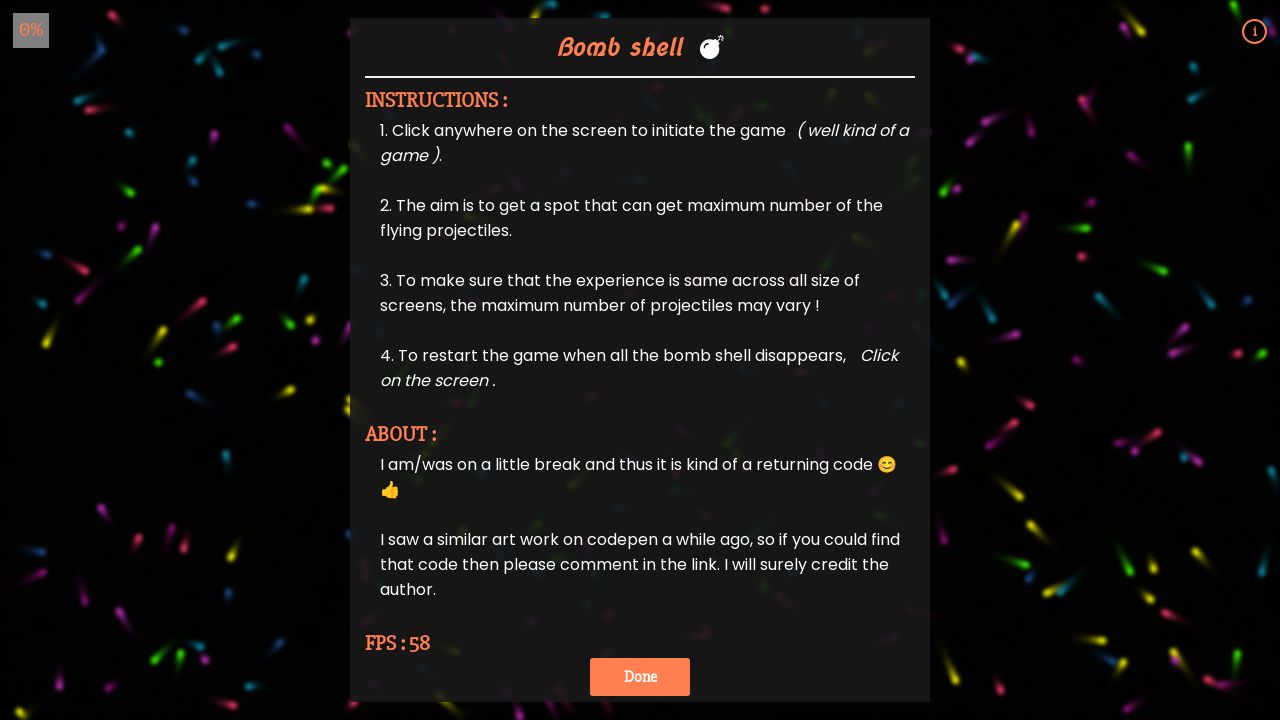 0%
Bomb shell 💣
i
INSTRUCTIONS :
1. Click anywhere on the screen to initiate the game ( well kind of a
game ).
2. The aim is to get a spot that can get maximum number of the
flying projectiles.
3. To make sure that the experience is same across all size of
screens, the maximum number of projectiles may vary !
4. To restart the game when all the bomb shell disappears, Click
on the screen .
ABOUT :
I am/was on a little break and thus it is kind of a returning code 😊
👍
I saw a similar art work on codepen a while ago, so if you could find
that code then please comment in the link. I will surely credit the
author.
FPS : 58
Done